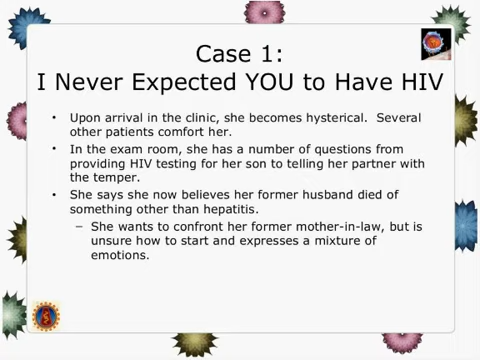 Case 1:
I Never Expected YOU to Have HIV
• Upon arrival in the clinic, she becomes hysterical.  Several
other patients comfort her.
• In the exam room, she has a number of questions from
providing HIV testing for her son to telling her partner with
the temper.
• She says she now believes her former husband died of
something other than hepatitis.
– She wants to confront her former mother-in-law, but is
unsure how to start and expresses a mixture of
emotions.